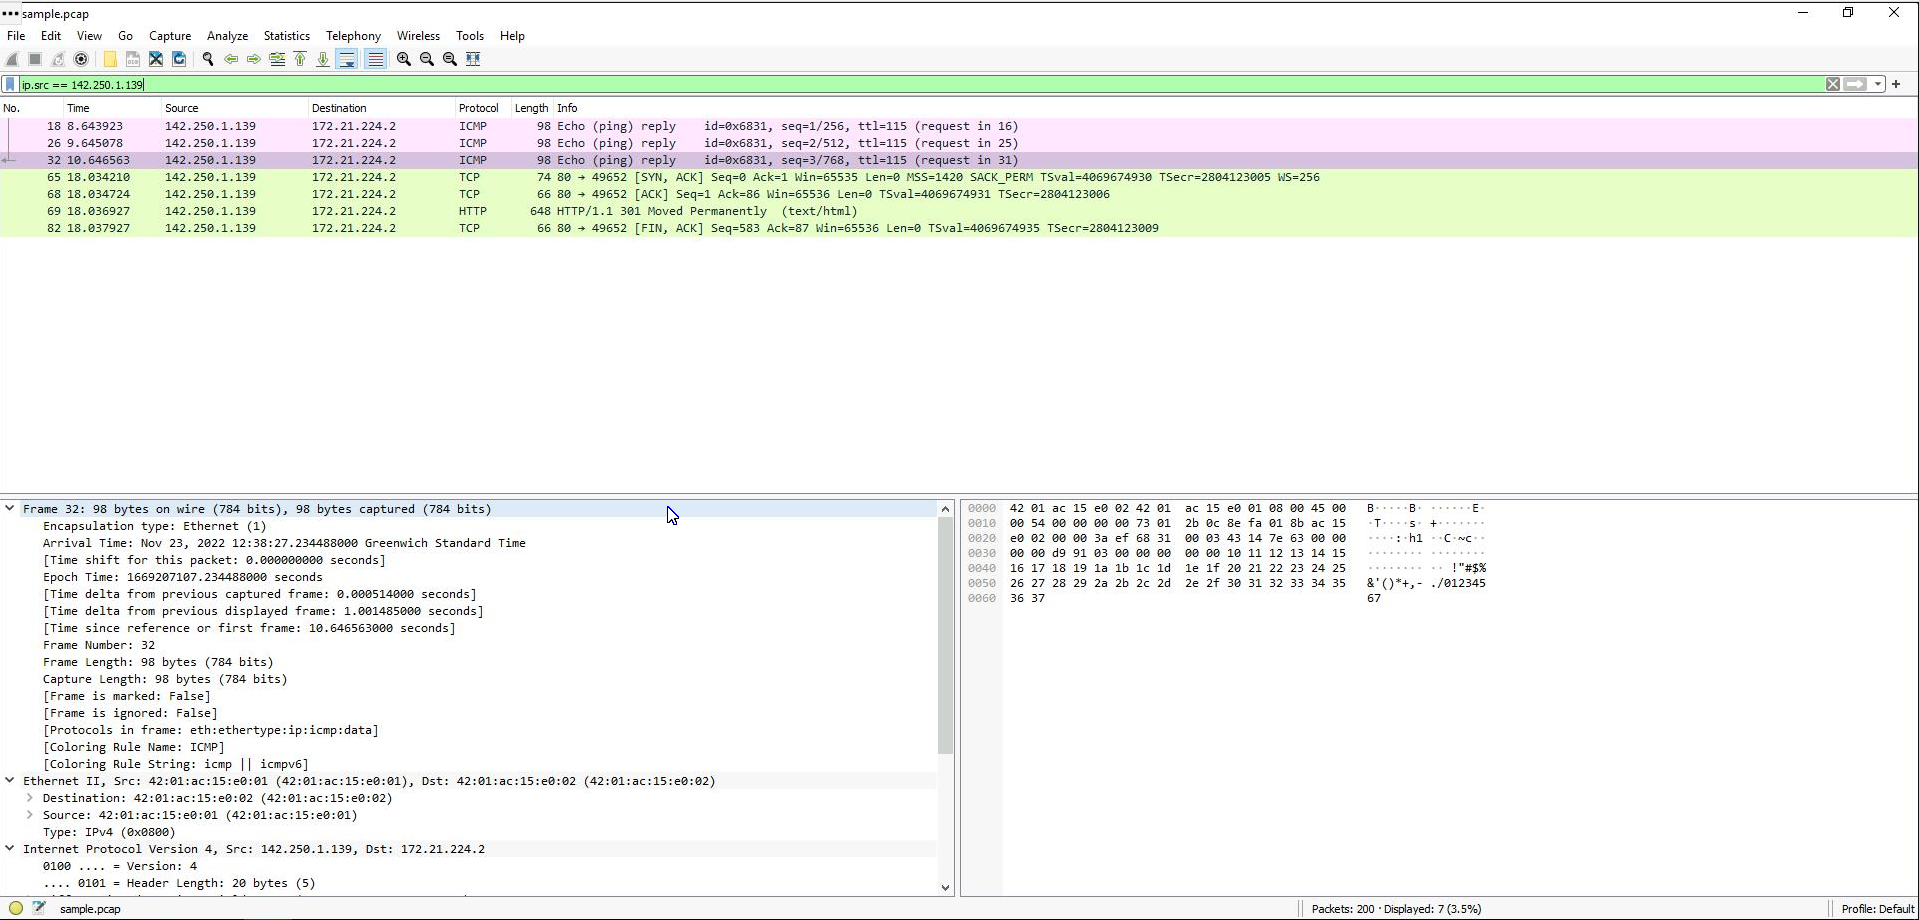 sample.pcap
File Edit View Go Capture Analyze Statistics Telephony Wireless Tools Help
ip.src == 142.250.1.139
No. Time Source Destination Protocol Length Info
18 8.643923 142.250.1.139 172.21.224.2 ICMP 98 Echo (ping) reply id=0x6831, seq=1/256, ttl=115 (request in 16)
26 9.645078 142.250.1.139 172.21.224.2 ICMP 98 Echo (ping) reply id=0x6831, seq=2/512, ttl=115 (request in 25)
32 10.646563 142.250.1.139 172.21.224.2 ICMP 98 Echo (ping) reply id=0x6831, seq=3/768, ttl=115 (request in 31)
65 18.034210 142.250.1.139 172.21.224.2 TCP 74 80 → 49652 [SYN, ACK] Seq=0 Ack=1 Win=65535 Len=0 MSS=1420 SACK_PERM TSval=4069674930 TSecr=2804123005 WS=256
68 18.034724 142.250.1.139 172.21.224.2 TCP 66 80 → 49652 [ACK] Seq=1 Ack=86 Win=65536 Len=0 TSval=4069674931 TSecr=2804123006
69 18.036927 142.250.1.139 172.21.224.2 HTTP 648 HTTP/1.1 301 Moved Permanently (text/html)
82 18.037927 142.250.1.139 172.21.224.2 TCP 66 80 → 49652 [FIN, ACK] Seq=583 Ack=87 Win=65536 Len=0 TSval=4069674935 TSecr=2804123009
Frame 32: 98 bytes on wire (784 bits), 98 bytes captured (784 bits)
Encapsulation type: Ethernet (1)
Arrival Time: Nov 23, 2022 12:38:27.234488000 Greenwich Standard Time
[Time shift for this packet: 0.000000000 seconds]
Epoch Time: 1669207107.234488000 seconds
[Time delta from previous captured frame: 0.000514000 seconds]
[Time delta from previous displayed frame: 1.001485000 seconds]
[Time since reference or first frame: 10.646563000 seconds]
Frame Number: 32
Frame Length: 98 bytes (784 bits)
Capture Length: 98 bytes (784 bits)
[Frame is marked: False]
[Frame is ignored: False]
[Protocols in frame: eth:ethertype:ip:icmp:data]
[Coloring Rule Name: ICMP]
[Coloring Rule String: icmp || icmpv6]
Ethernet II, Src: 42:01:ac:15:e0:01 (42:01:ac:15:e0:01), Dst: 42:01:ac:15:e0:02 (42:01:ac:15:e0:02)
Destination: 42:01:ac:15:e0:02 (42:01:ac:15:e0:02)
Source: 42:01:ac:15:e0:01 (42:01:ac:15:e0:01)
Type: IPv4 (0x0800)
Internet Protocol Version 4, Src: 142.250.1.139, Dst: 172.21.224.2
0100 .... = Version: 4
.... 0101 = Header Length: 20 bytes (5)
0000 42 01 ac 15 e0 02 42 01 ac 15 e0 01 08 00 45 00 B·····B· ······E·
0010 00 54 00 00 00 00 73 01 2b 0c 8e fa 01 8b ac 15 ·T····s· +·······
0020 e0 02 00 00 3a ef 68 31 00 03 43 14 7e 63 00 00 ····:·h1 ··C·~c··
0030 00 00 d9 91 03 00 00 00 00 00 10 11 12 13 14 15 ········ ········
0040 16 17 18 19 1a 1b 1c 1d 1e 1f 20 21 22 23 24 25 ········ ·· !"#$%
0050 26 27 28 29 2a 2b 2c 2d 2e 2f 30 31 32 33 34 35 &'()*+,- ./012345
0060 36 37 67
sample.pcap Packets: 200 · Displayed: 7 (3.5%) Profile: Default